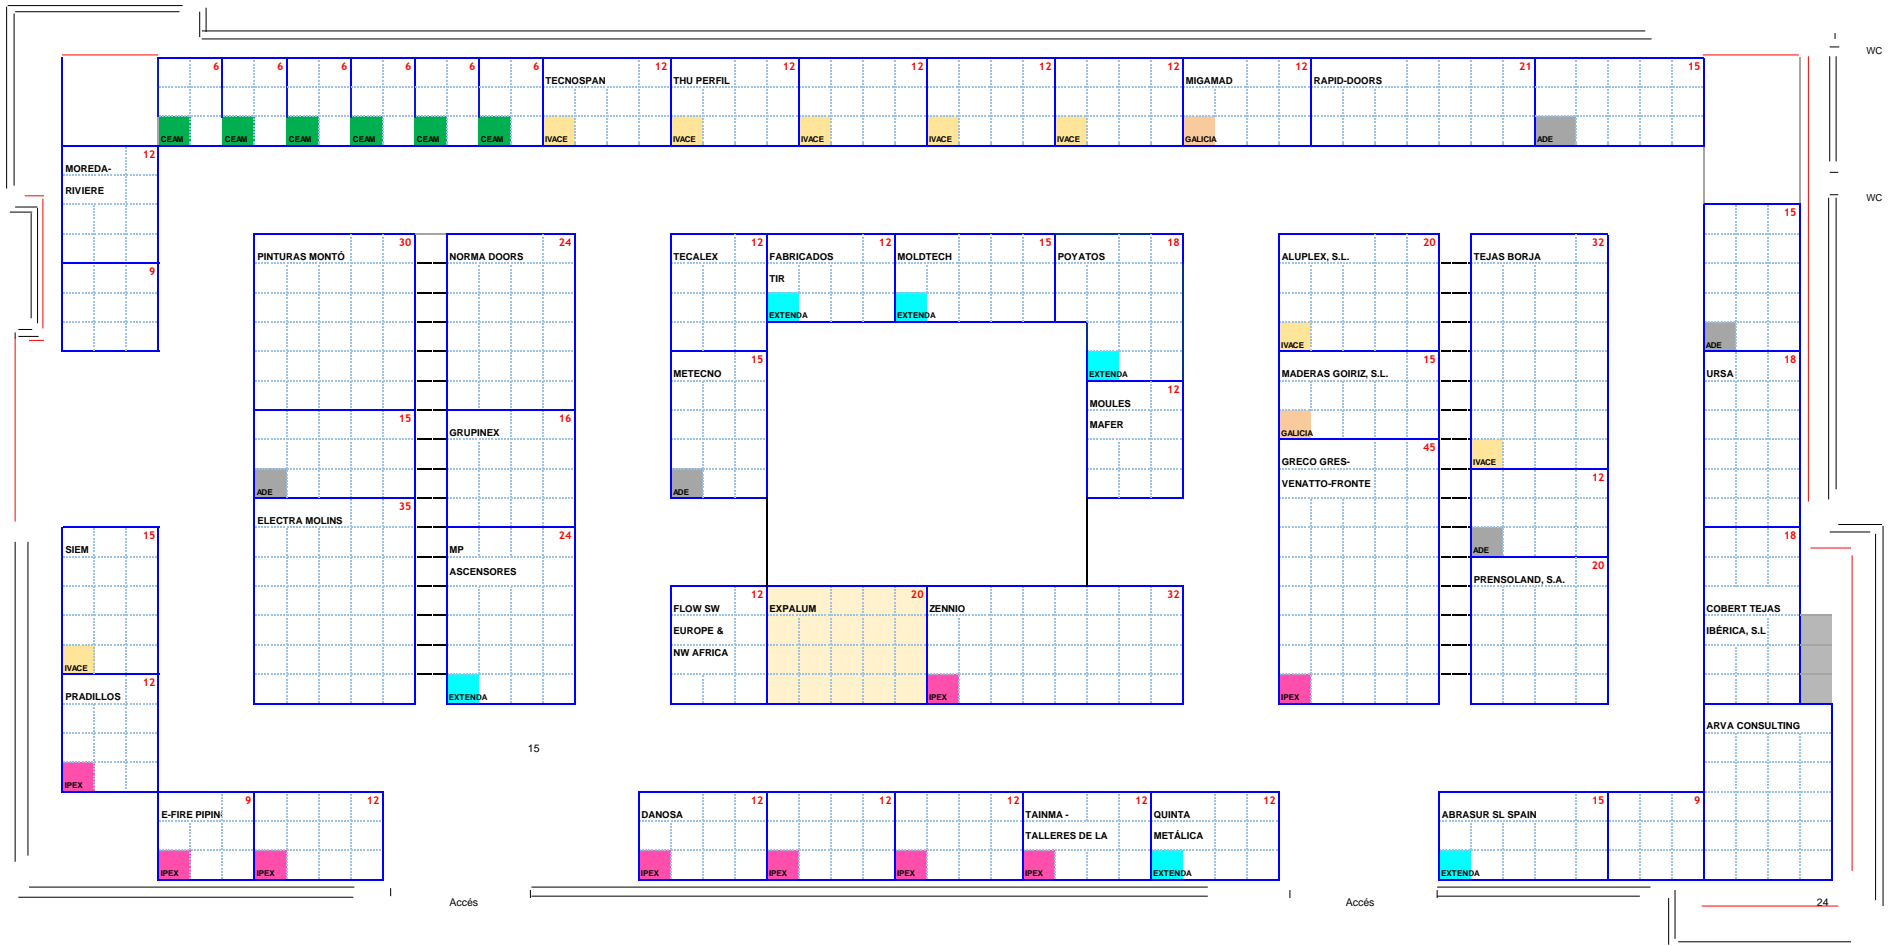 WC
6 6 6 6 6 6 12 12 12 12 12 12 21 15
TECNOSPAN THU PERFIL MIGAMAD RAPID-DOORS
CEAM CEAM CEAM CEAM CEAM CEAM IVACE IVACE IVACE IVACE IVACE GALICIA ADE
12
MOREDA-
RIVIERE
WC
9
15
30 24 12 12 15 18 20 32
PINTURAS MONTÓ NORMA DOORS TECALEX FABRICADOS MOLDTECH POYATOS ALUPLEX, S.L. TEJAS BORJA
TIR
EXTENDA EXTENDA
IVACE ADE
15 15 18
METECNO MADERAS GOIRIZ, S.L. URSA
EXTENDA
12
MOULES
MAFER
15 16
GRUPINEX
GALICIA
45
GRECO GRES-
VENATTO-FRONTE
IVACE
12
ADE ADE
35
ELECTRA MOLINS
15 24 18
SIEM MP ADE
ASCENSORES
20
PRENSOLAND, S.A.
12 20 32
FLOW SW EXPALUM ZENNIO COBERT TEJAS
EUROPE & IBÉRICA, S.L
NW AFRICA
IVACE
12
PRADILLOS EXTENDA IPEX IPEX
ARVA CONSULTING
15
IPEX
9 12 12 12 12 12 12 15 9
E-FIRE PIPIN DANOSA TAINMA - QUINTA ABRASUR SL SPAIN
TALLERES DE LA METÁLICA
IPEX IPEX IPEX IPEX IPEX IPEX EXTENDA EXTENDA
Accés Accés 24